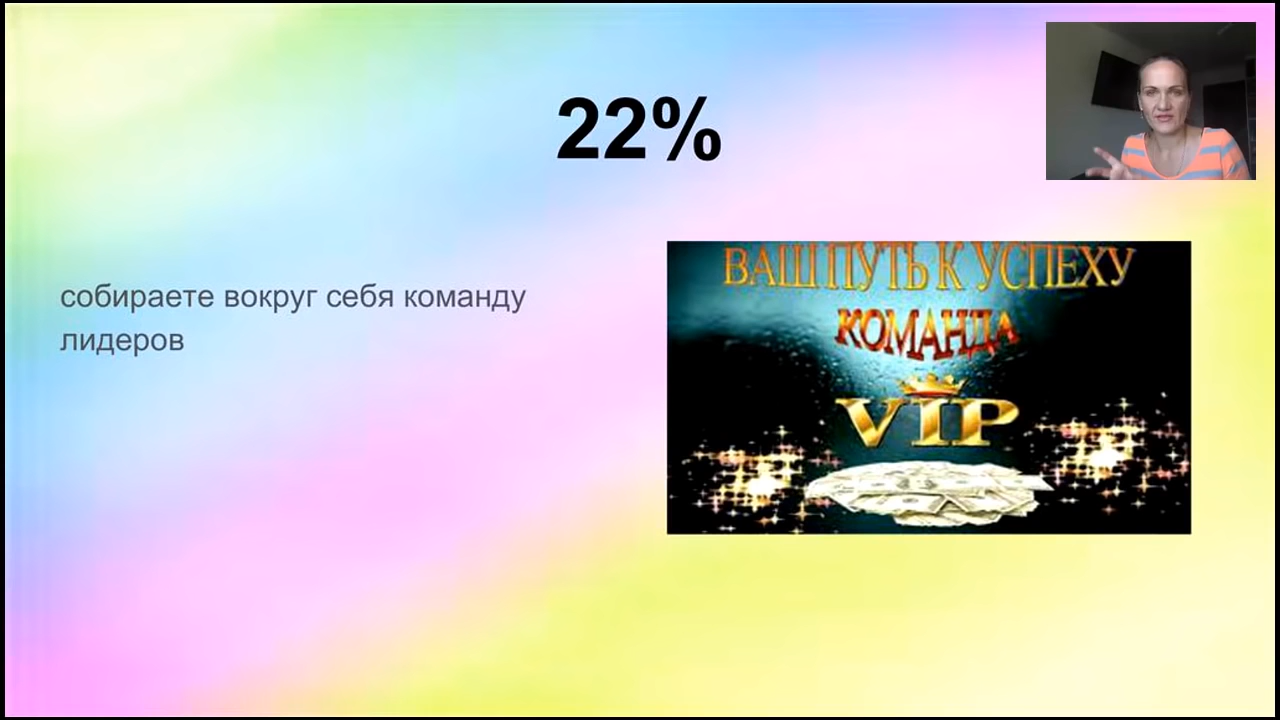 22%
собираете вокруг себя команду
лидеров
ВАШ ПУТЬ К УСПЕХУ
КОМАНДА
VIP